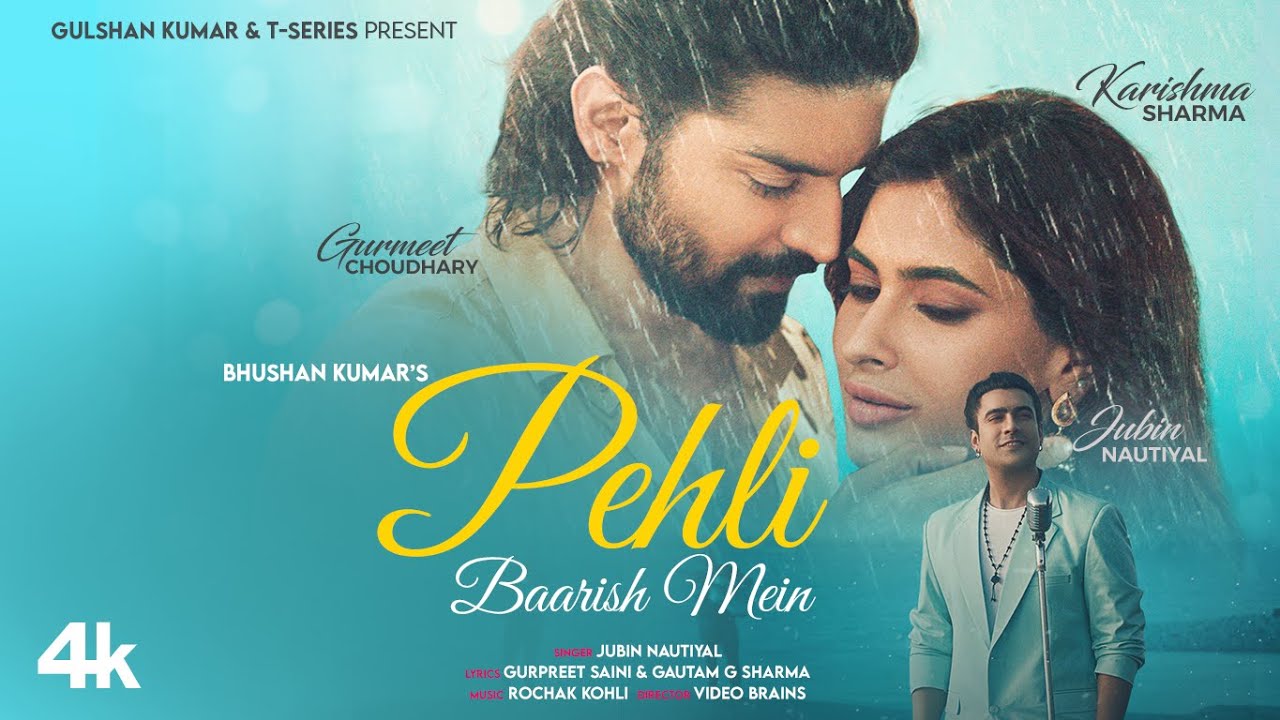 GULSHAN KUMAR & T-SERIES PRESENT
Karishma
SHARMA
Gurmeet
CHOUDHARY
BHUSHAN KUMAR'S
Pehli
Baarish Mein
Jubin
NAUTIYAL
4k
SINGER JUBIN NAUTIYAL
LYRICS GURPREET SAINI & GAUTAM G SHARMA
MUSIC ROCHAK KOHLI DIRECTOR VIDEO BRAINS